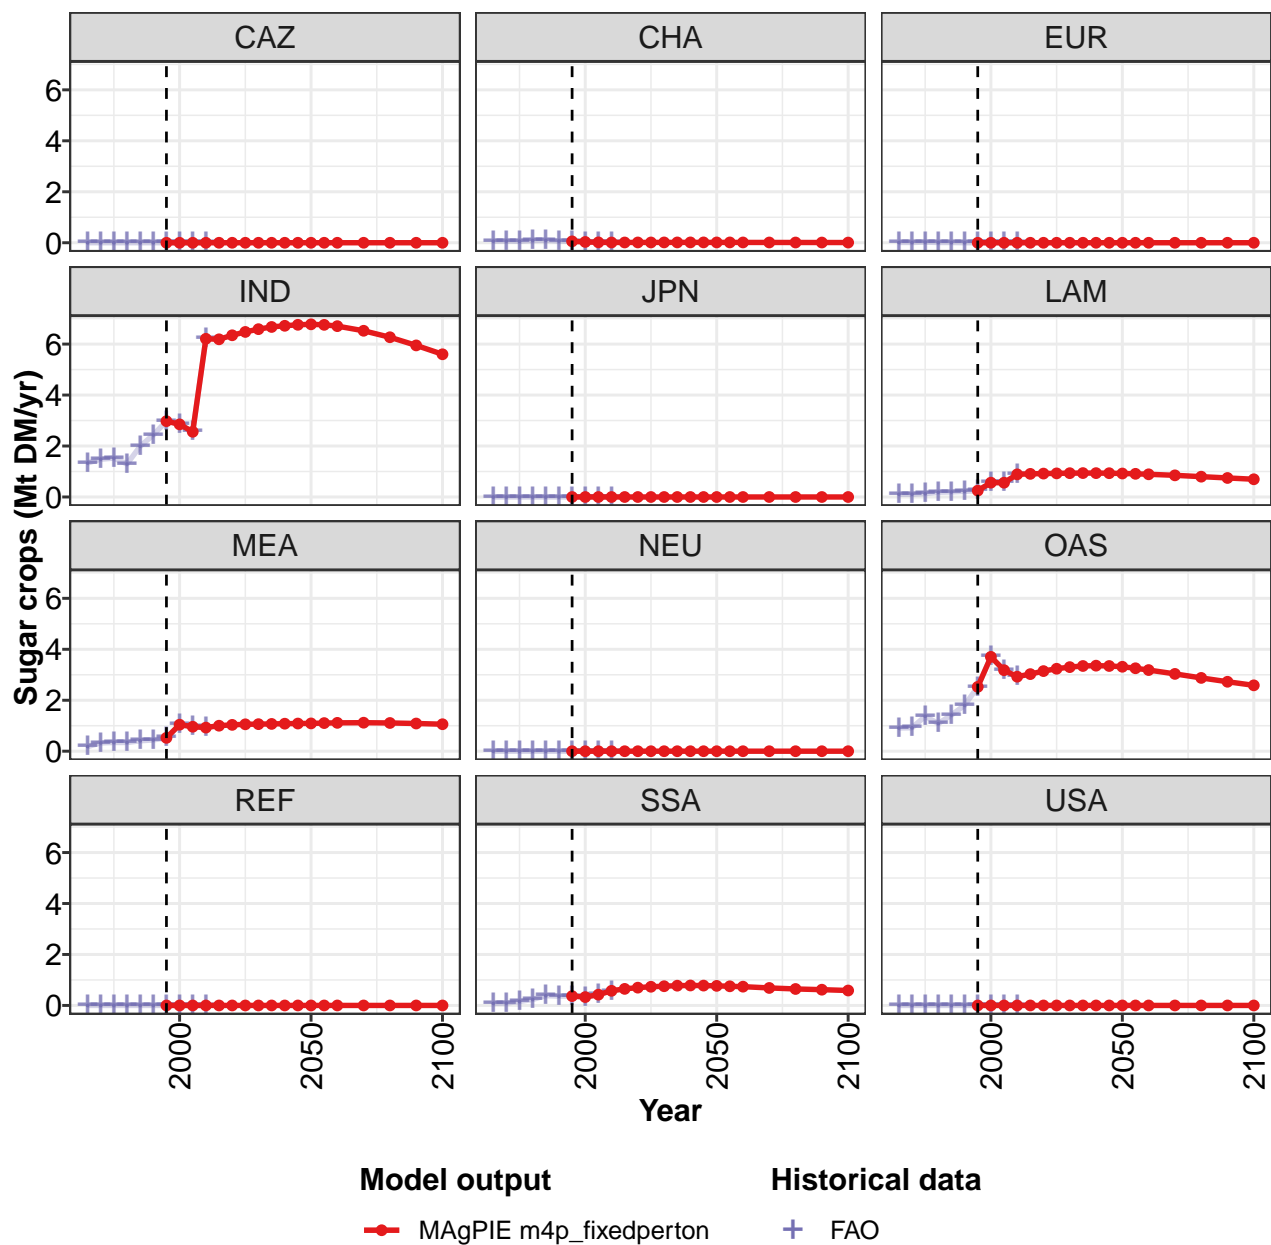 CAZ CHA EUR
6
4
2
0
IND JPN LAM
6
4
2
0
Sugar crops (Mt DM/yr)
MEA NEU OAS
6
4
2
0
REF SSA USA
6
4
2
0
2000 2050 2100 2000 2050 2100 2000 2050 2100
Year
Model output Historical data
MAgPIE m4p_fixedperton FAO